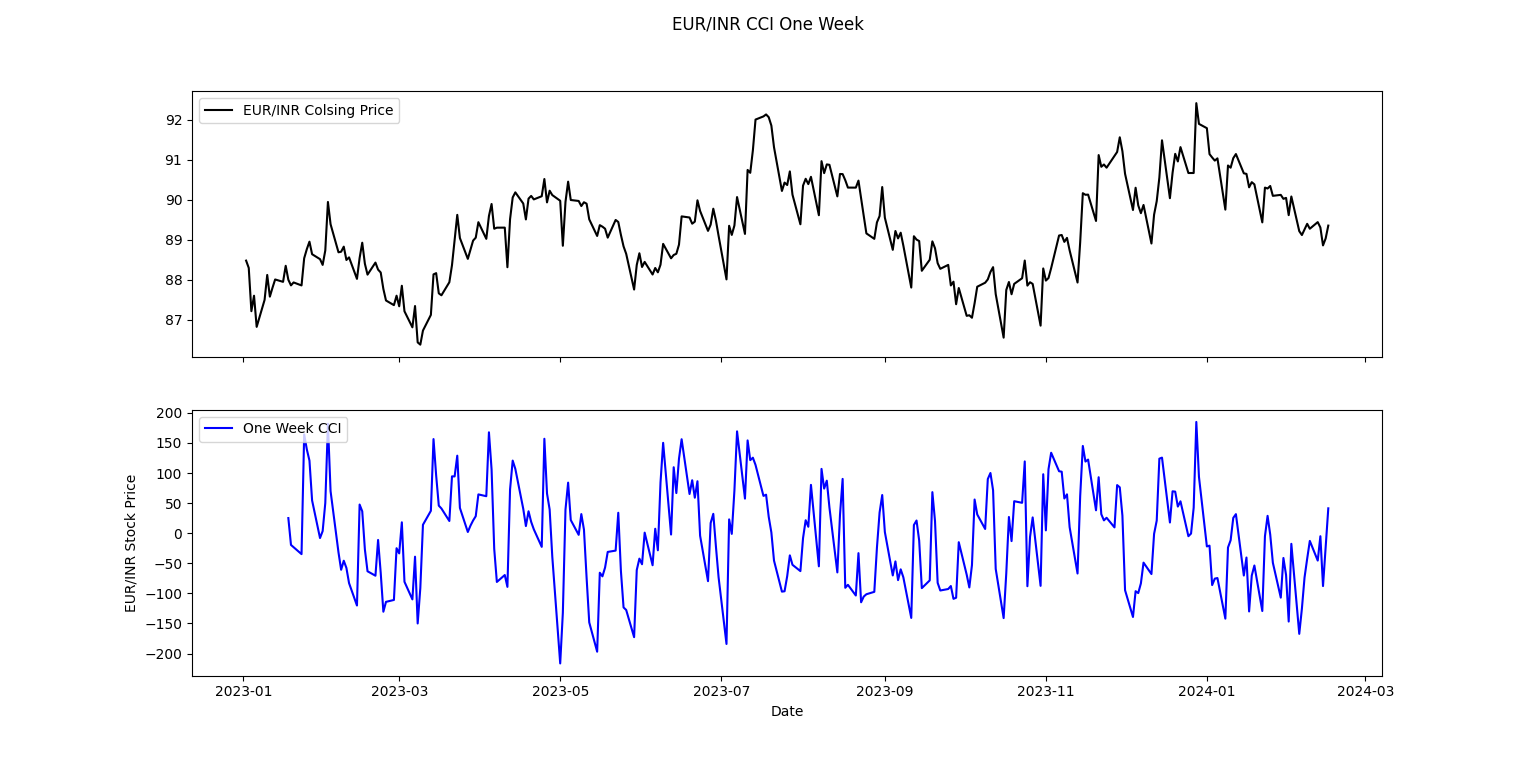 EUR/INR CCI One Week
EUR/INR Colsing Price
92
91
90
89
88
87
One Week CCI
200
150
100
50
0
−50
−100
−150
−200
EUR/INR Stock Price
2023-01 2023-03 2023-05 2023-07 2023-09 2023-11 2024-01 2024-03
Date